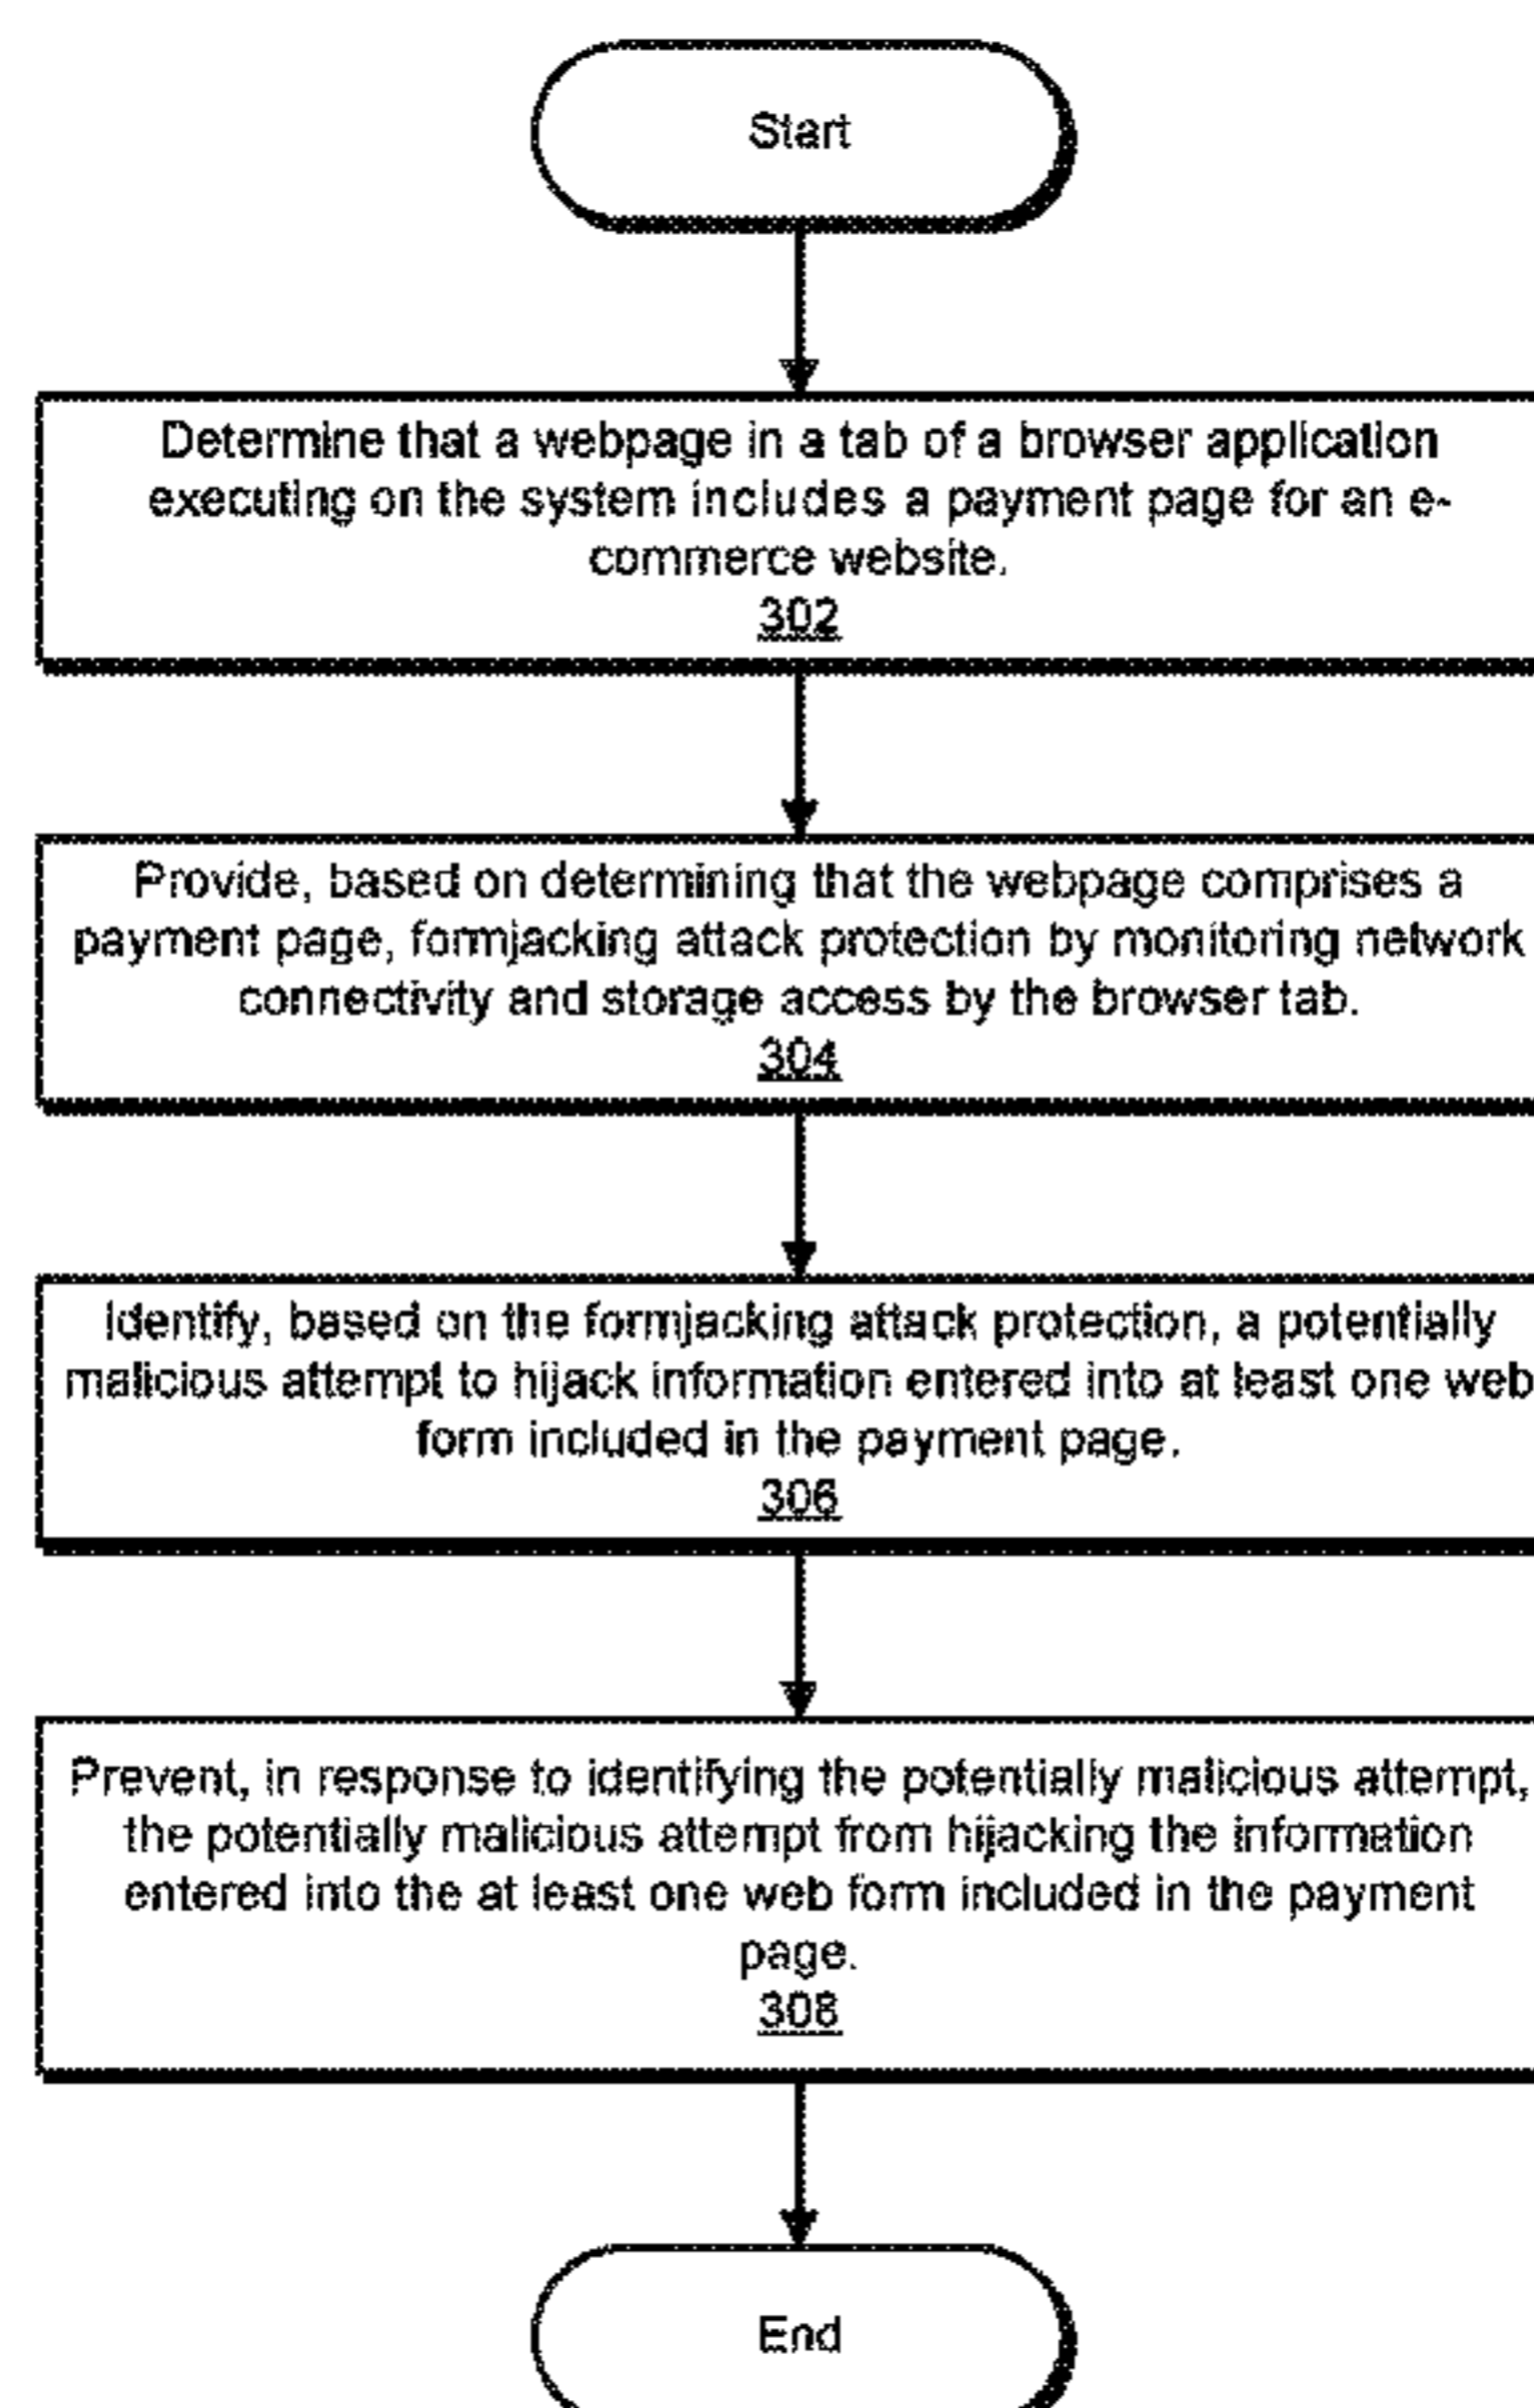 Start
Determine that a webpage in a tab of a browser application
executing on the system includes a payment page for an e-
commerce website.
302
Provide, based on determining that the webpage comprises a
payment page, formjacking attack protection by monitoring network
connectivity and storage access by the browser tab.
304
Identify, based on the formjacking attack protection, a potentially
malicious attempt to hijack information entered into at least one web
form included in the payment page.
306
Prevent, in response to identifying the potentially malicious attempt,
the potentially malicious attempt from hijacking the information
entered into the at least one web form included in the payment
page.
308
End